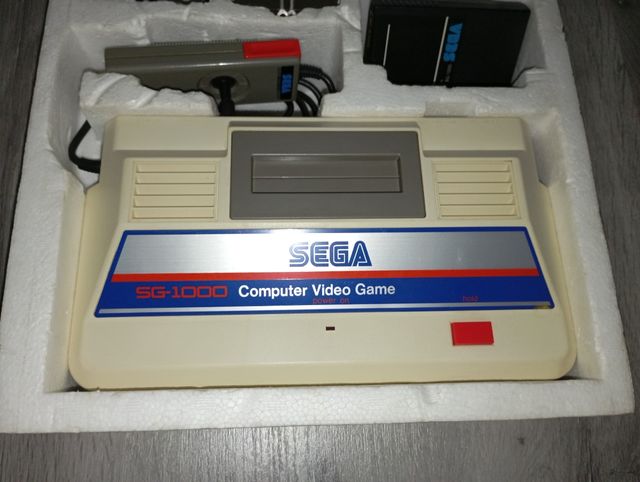 SEGA
SEGA
SEGA
SG-1000 Computer Video Game
power on
hold